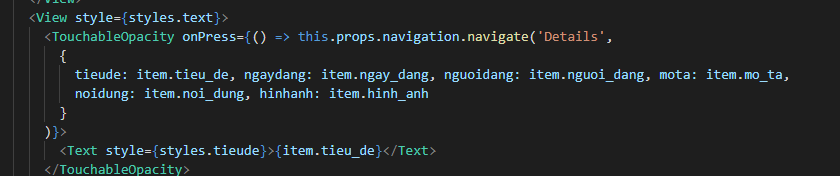 </View>
<View style={styles.text}>
<TouchableOpacity onPress={() => this.props.navigation.navigate('Details',
{
tieude: item.tieu_de, ngaydang: item.ngay_dang, nguoidang: item.nguoi_dang, mota: item.mo_ta,
noidung: item.noi_dung, hinhanh: item.hinh_anh
}
)}>
<Text style={styles.tieude}>{item.tieu_de}</Text>
</TouchableOpacity>